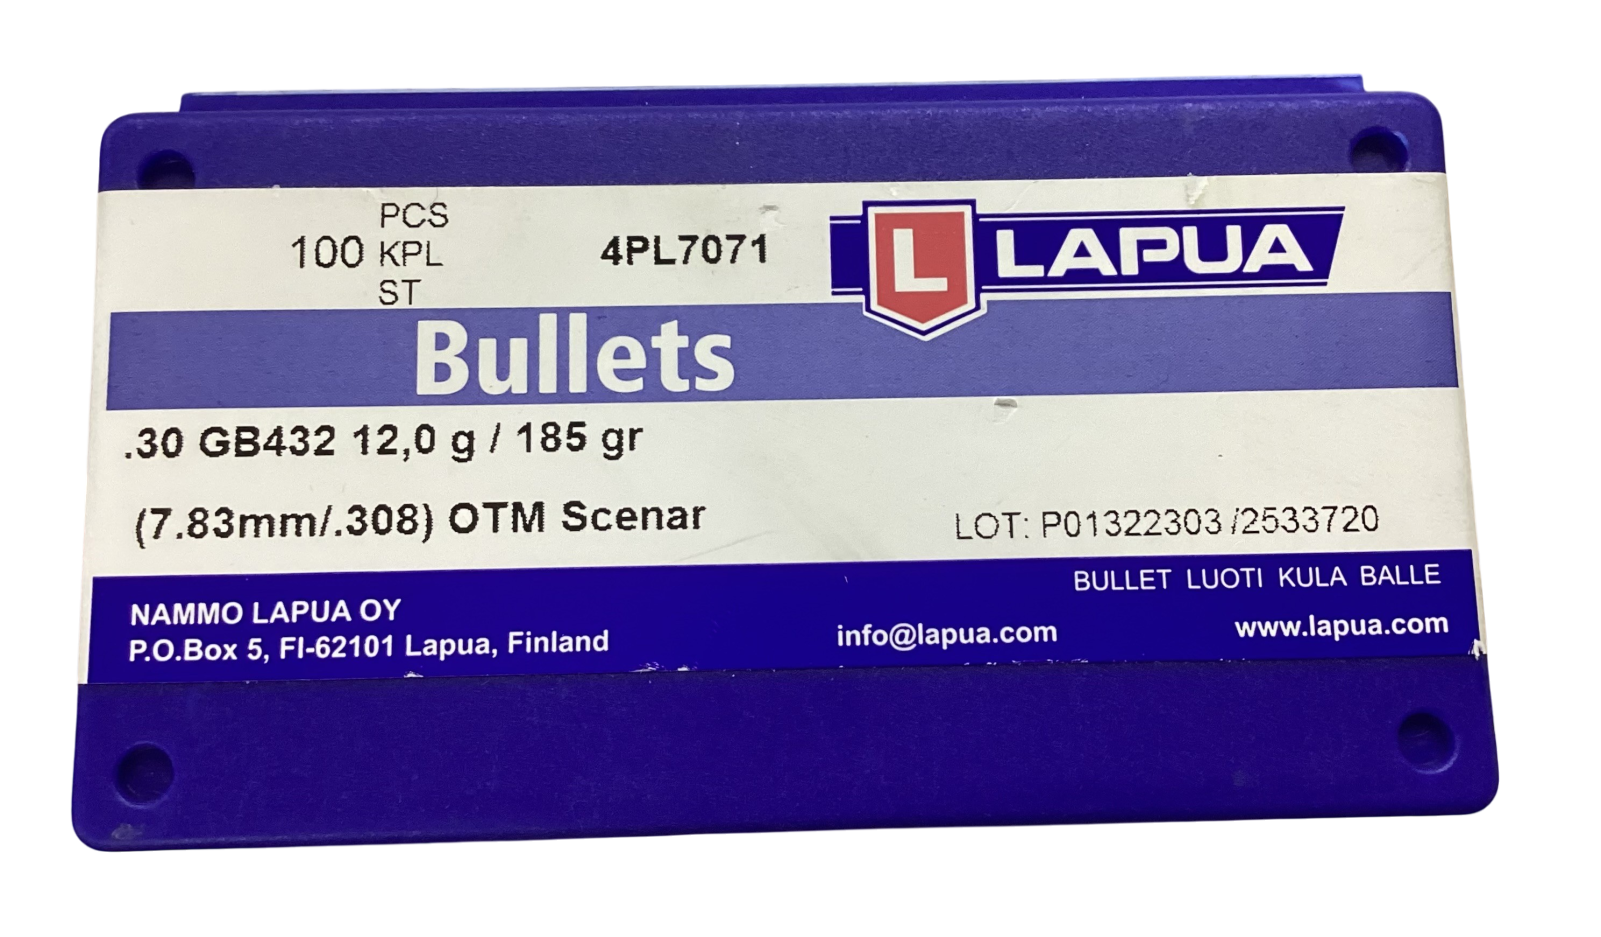 PCS
100 KPL
ST
4PL7071
L LAPUA
Bullets
.30 GB432 12,0 g / 185 gr
(7.83mm/.308) OTM Scenar
LOT: P01322303 /2533720
BULLET LUOTI KULA BALLE
NAMMO LAPUA OY
P.O.Box 5, FI-62101 Lapua, Finland
info@lapua.com
www.lapua.com